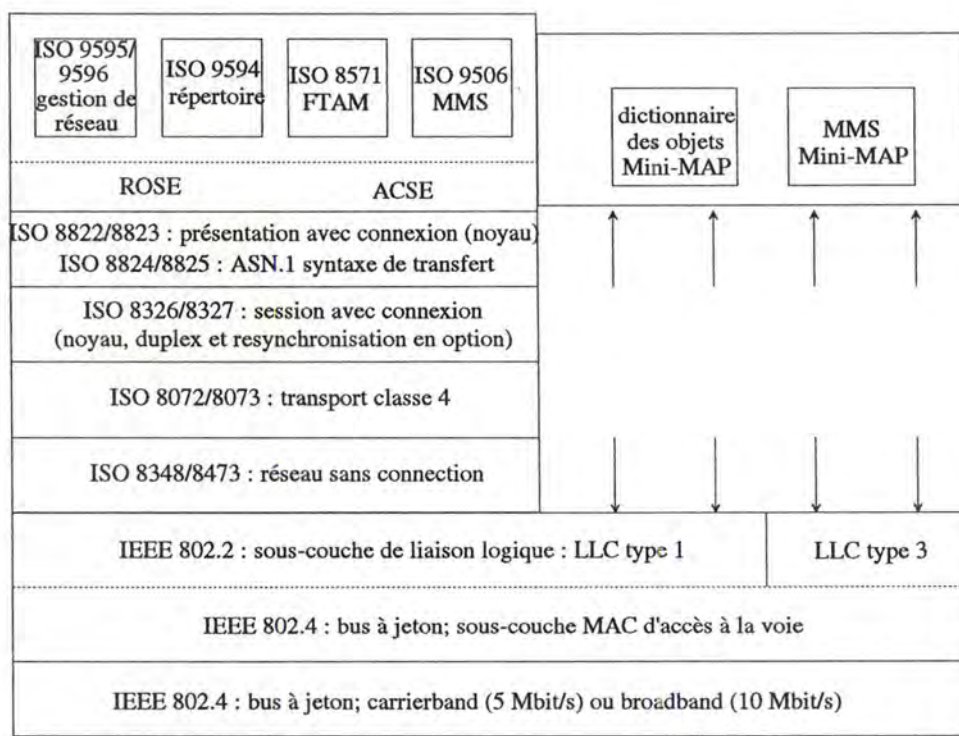 ISO 9595/
9596
gestion de
réseau
ISO 9594
répertoire
ISO 8571
FTAM
ISO 9506
MMS
dictionnaire
des objets
Mini-MAP
MMS
Mini-MAP
ROSE
ACSE
ISO 8822/8823 : présentation avec connexion (noyau)
ISO 8824/8825 : ASN.1 syntaxe de transfert
ISO 8326/8327 : session avec connexion
(noyau, duplex et resynchronisation en option)
ISO 8072/8073 : transport classe 4
ISO 8348/8473 : réseau sans connection
IEEE 802.2 : sous-couche de liaison logique : LLC type 1
LLC type 3
IEEE 802.4 : bus à jeton; sous-couche MAC d'accès à la voie
IEEE 802.4 : bus à jeton; carrierband (5 Mbit/s) ou broadband (10 Mbit/s)